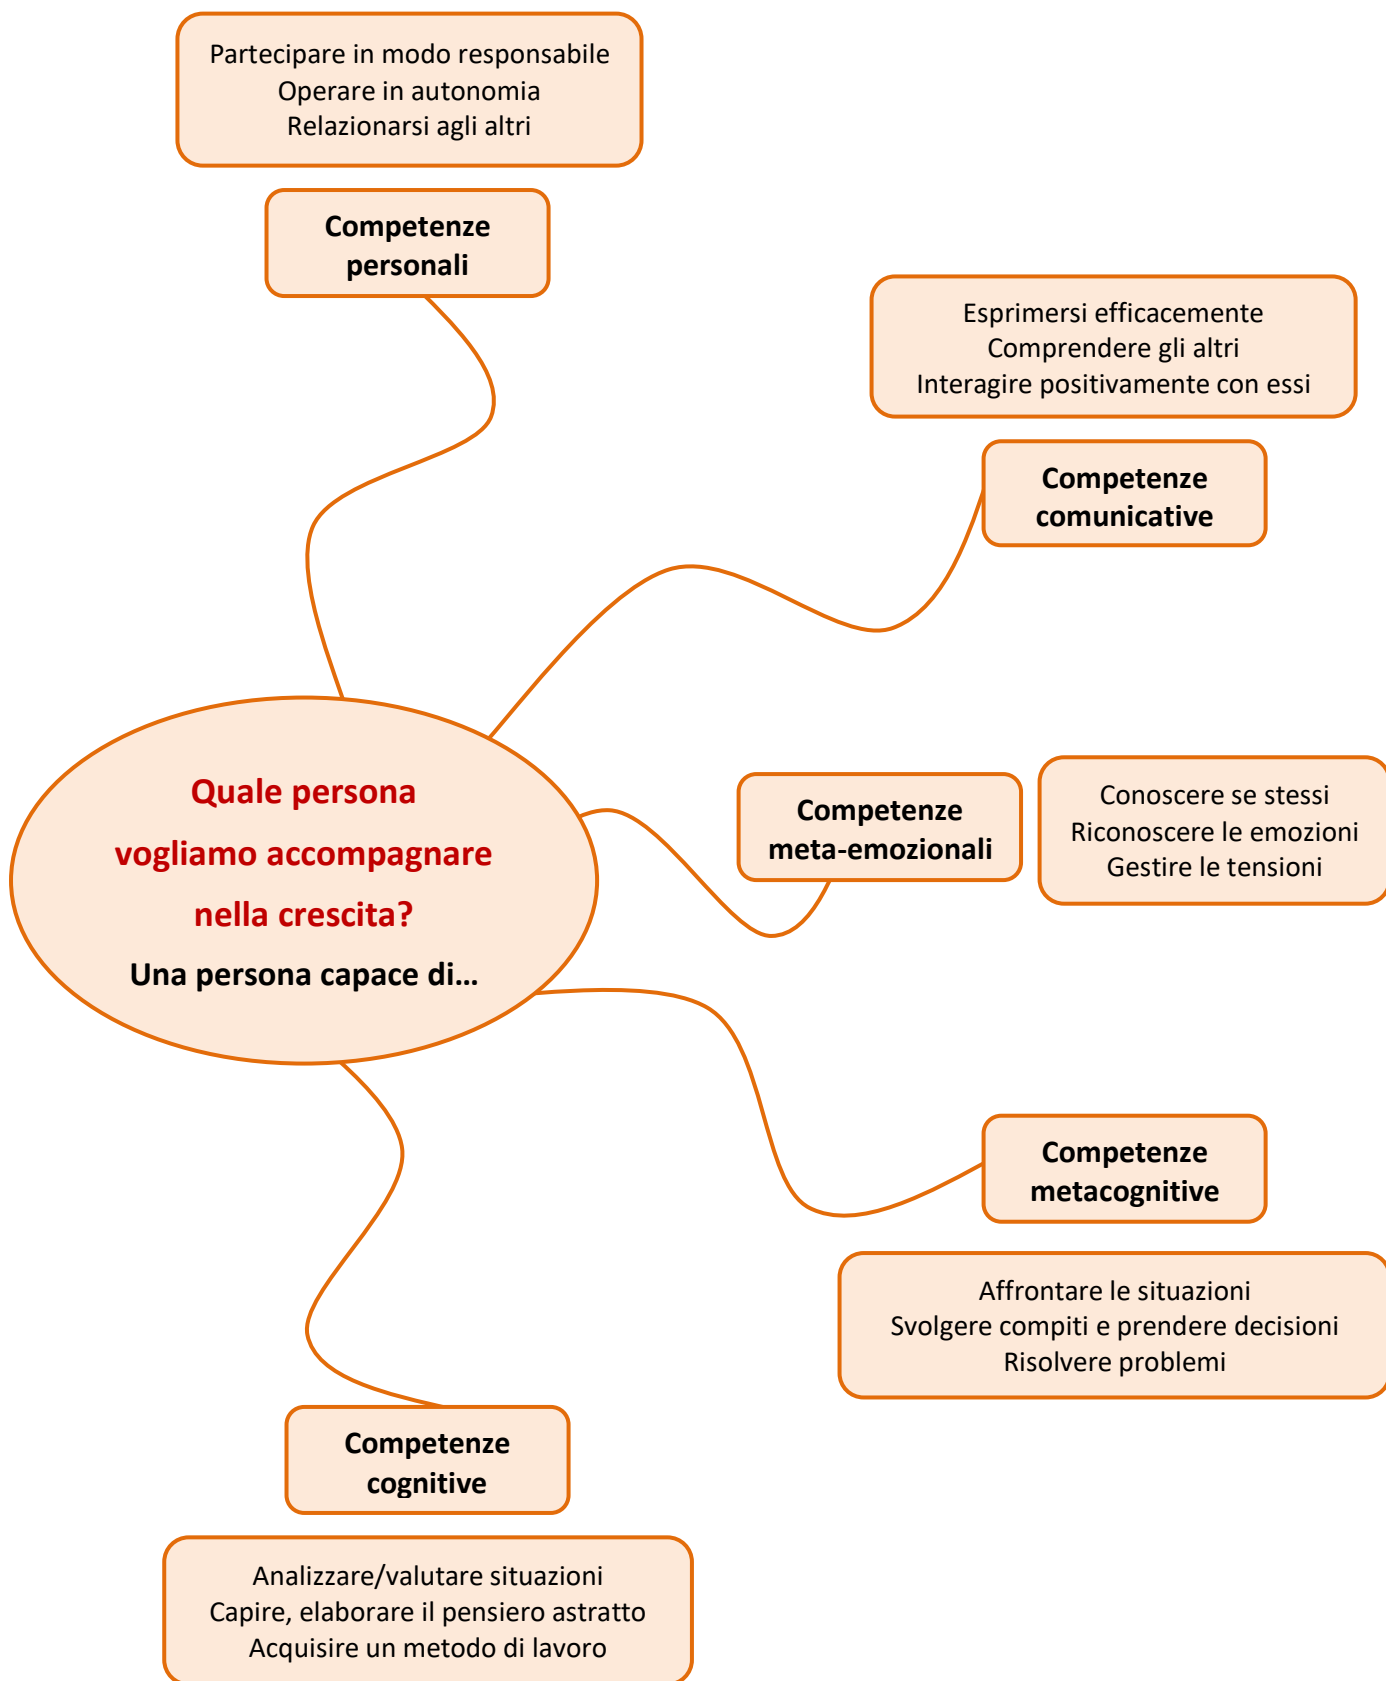 Partecipare in modo responsabile
Operare in autonomia
Relazionarsi agli altri
Competenze
personali
Esprimersi efficacemente
Comprendere gli altri
Interagire positivamente con essi
Competenze
comunicative
Quale persona
vogliamo accompagnare
nella crescita?
Una persona capace di…
Competenze
meta-emozionali
Conoscere se stessi
Riconoscere le emozioni
Gestire le tensioni
Competenze
metacognitive
Affrontare le situazioni
Svolgere compiti e prendere decisioni
Risolvere problemi
Competenze
cognitive
Analizzare/valutare situazioni
Capire, elaborare il pensiero astratto
Acquisire un metodo di lavoro